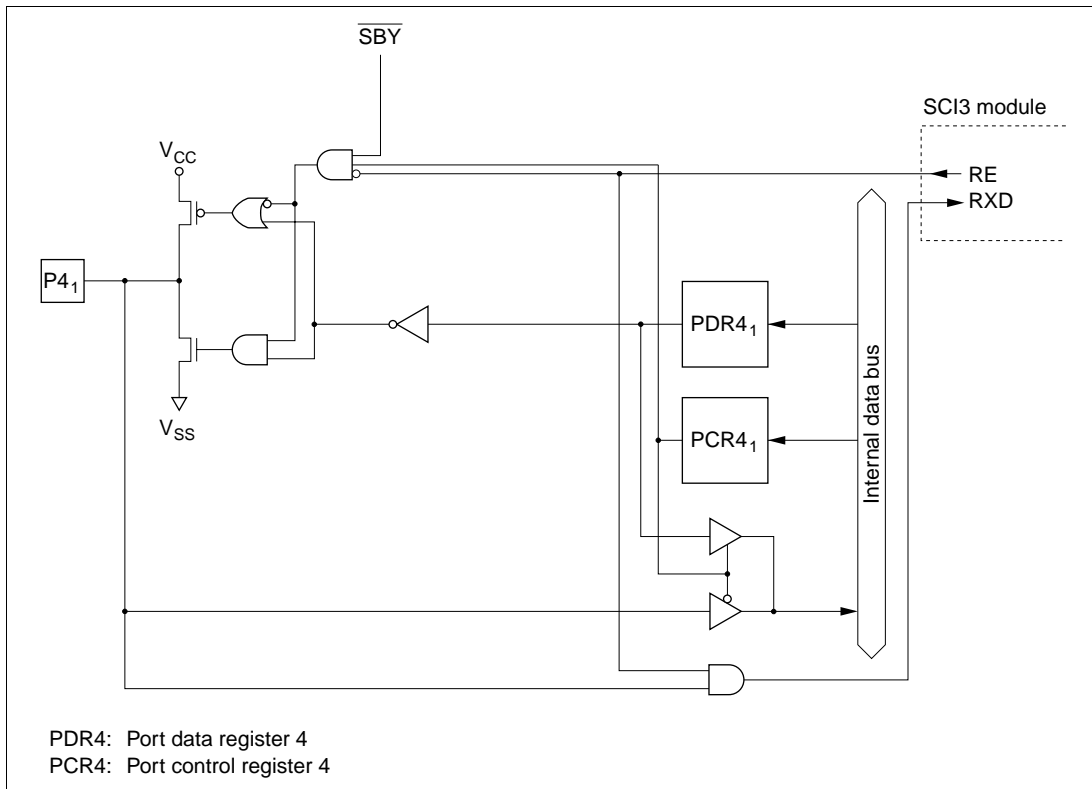 SBY
SCI3 module
VCC
RE
RXD
P41
PDR41
PCR41
Internal data bus
VSS
PDR4: Port data register 4
PCR4: Port control register 4